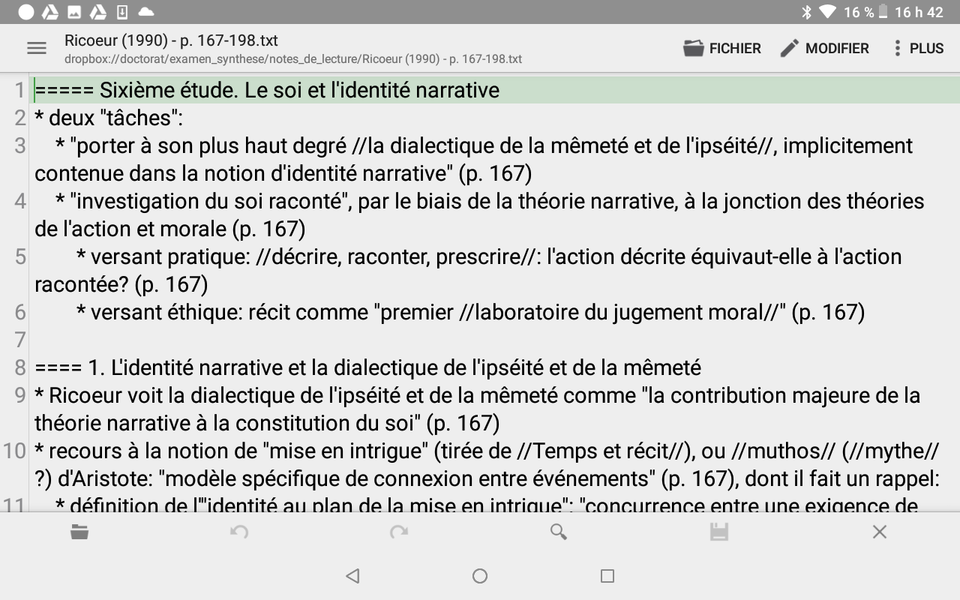 16 % 16 h 42
Ricoeur (1990) - p. 167-198.txt
dropbox://doctorat/examen_synthese/notes_de_lecture/Ricoeur (1990) - p. 167-198.txt
FICHIER MODIFIER PLUS
1 ===== Sixième étude. Le soi et l'identité narrative
2 * deux "tâches":
3 * "porter à son plus haut degré //la dialectique de la mêmeté et de l'ipséité//, implicitement
contenue dans la notion d'identité narrative" (p. 167)
4 * "investigation du soi raconté", par le biais de la théorie narrative, à la jonction des théories
de l'action et morale (p. 167)
5 * versant pratique: //décrire, raconter, prescrire//: l'action décrite équivaut-elle à l'action
racontée? (p. 167)
6 * versant éthique: récit comme "premier //laboratoire du jugement moral//" (p. 167)
7
8 ==== 1. L'identité narrative et la dialectique de l'ipséité et de la mêmeté
9 * Ricoeur voit la dialectique de l'ipséité et de la mêmeté comme "la contribution majeure de la
théorie narrative à la constitution du soi" (p. 167)
10 * recours à la notion de "mise en intrigue" (tirée de //Temps et récit//), ou //muthos// (//mythe//
?) d'Aristote: "modèle spécifique de connexion entre événements" (p. 167), dont il fait un rappel:
11 * définition de l'"identité au plan de la mise en intrigue": "concurrence entre une exigence de